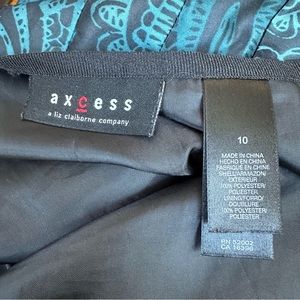 axcess
a liz claiborne company
10
MADE IN CHINA
HECHO EN CHINA
FABRIQUÉ EN CHINE
SHELL/ARMAZON/
EXTERIEUR
100% POLYESTER/
POLIESTER
LINING/FORRO/
DOUBLURE
100% POLYESTER/
POLIESTER
RN 52002
CA 16396